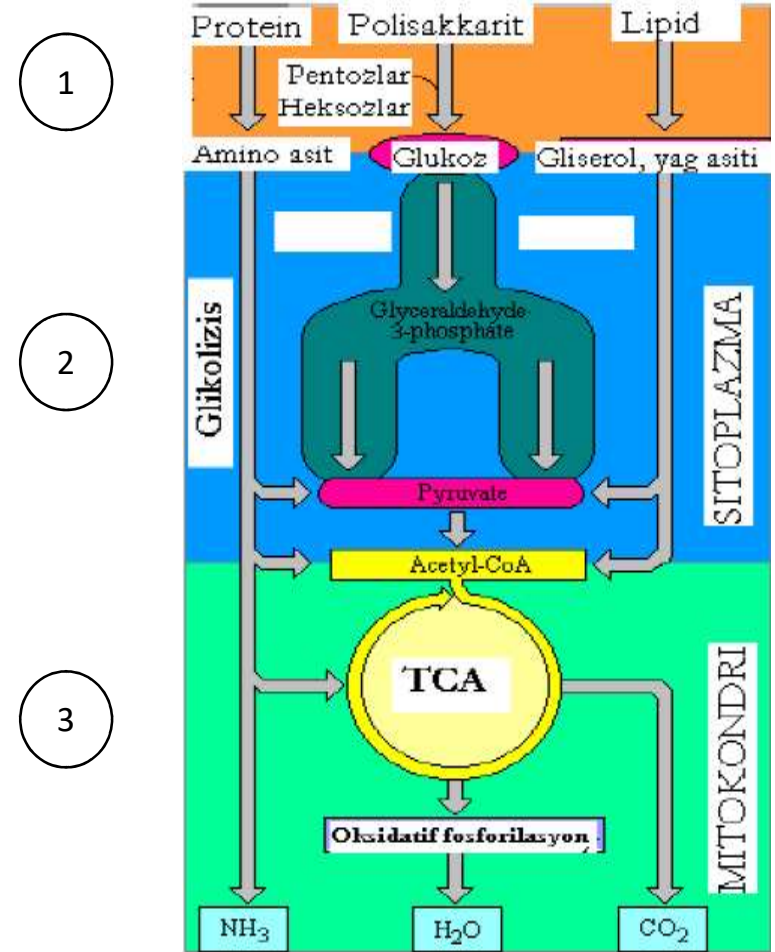 Protein
Polisakkarit
Lipid
1
Pentozlar
Heksozlar
Amino asit
Glukoz
Gliserol, yag asiti
Glyceraldehyde
3-phosphate
Glikolizis
2
SITOPLAZMA
Pyruvate
Acetyl-CoA
TCA
3
MITOKONDRI
Oksidatif fosforilasyon
NH3
H2O
CO2